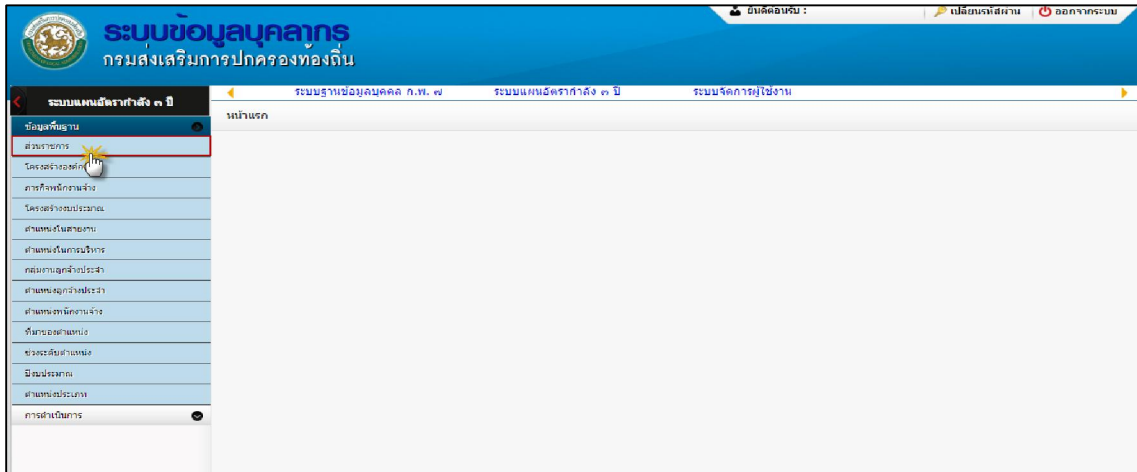 ยินดีต้อนรับ : เปลี่ยนรหัสผ่าน ออกจากระบบ
ระบบข้อมูลบุคลากร
กรมส่งเสริมการปกครองท้องถิ่น
ระบบแผนอัตรากำลัง ๓ ปี
ระบบฐานข้อมูลบุคคล ก.พ. ๗ ระบบแผนอัตรากำลัง ๓ ปี ระบบจัดการผู้ใช้งาน
หน้าแรก
ข้อมูลพื้นฐาน
ส่วนราชการ
โครงสร้างองค์ก
ภารกิจพนักงานจ้าง
โครงสร้างงบประมาณ
ตำแหน่งในสายงาน
ตำแหน่งในการบริหาร
กลุ่มงานลูกจ้างประจำ
ตำแหน่งลูกจ้างประจำ
ตำแหน่งพนักงานจ้าง
ที่มาของตำแหน่ง
ช่วงระดับตำแหน่ง
ปีงบประมาณ
ตำแหน่งประเภท
การดำเนินการ